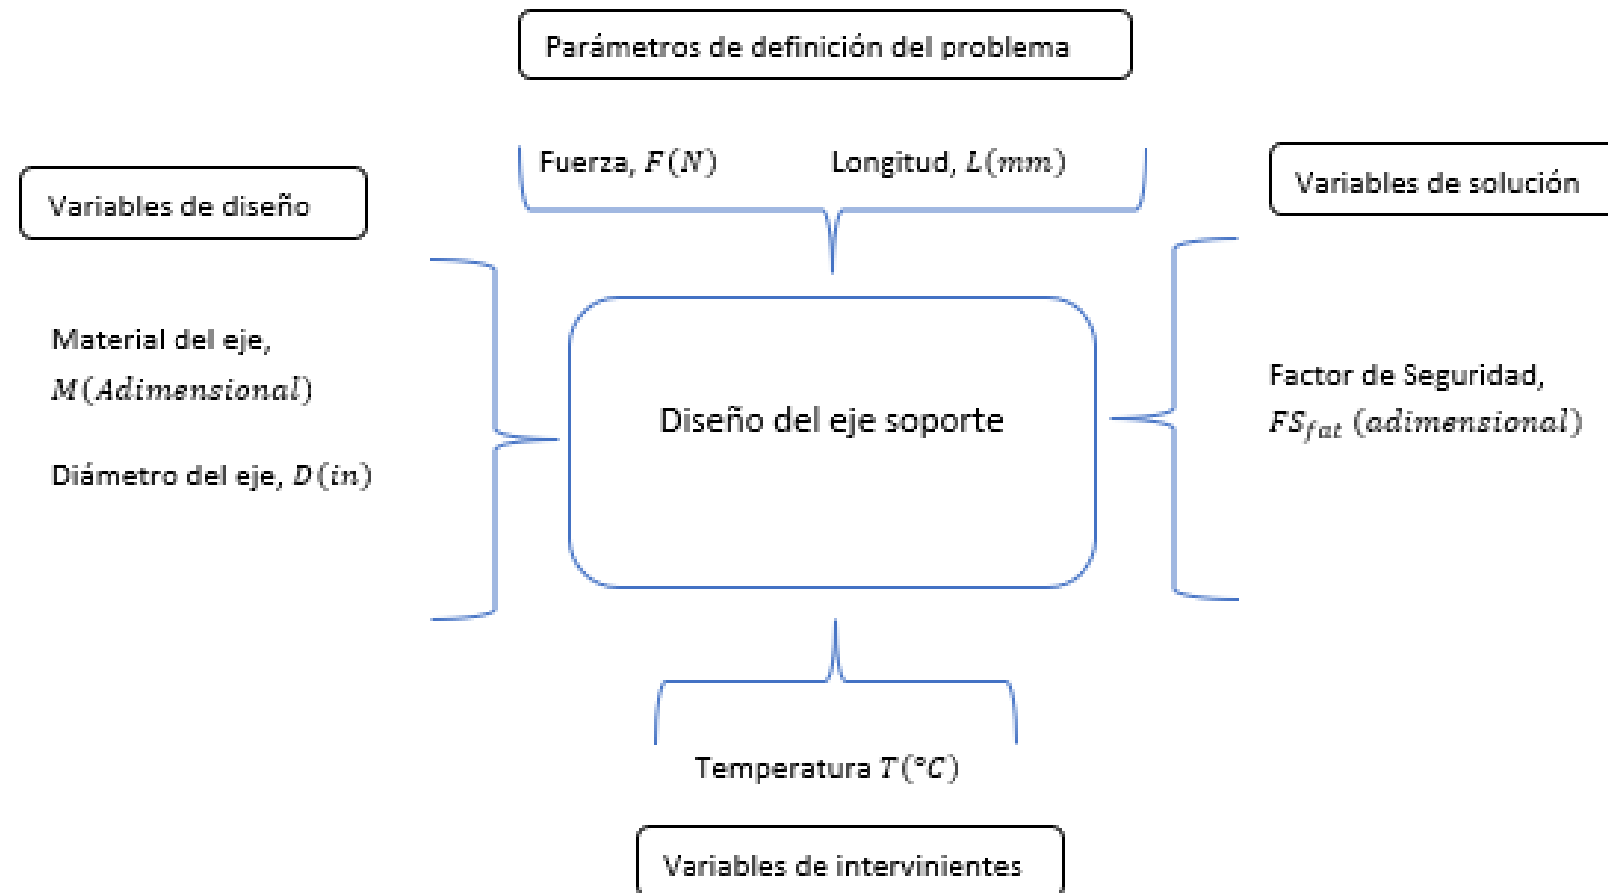 Parámetros de definición del problema
Fuerza, F(N)
Longitud, L(mm)
Variables de diseño
Variables de solución
Material del eje,
M(Adimensional)
Diámetro del eje, D(in)
Diseño del eje soporte
Factor de Seguridad,
FS_fat (adimensional)
Temperatura T(°C)
Variables de intervinientes